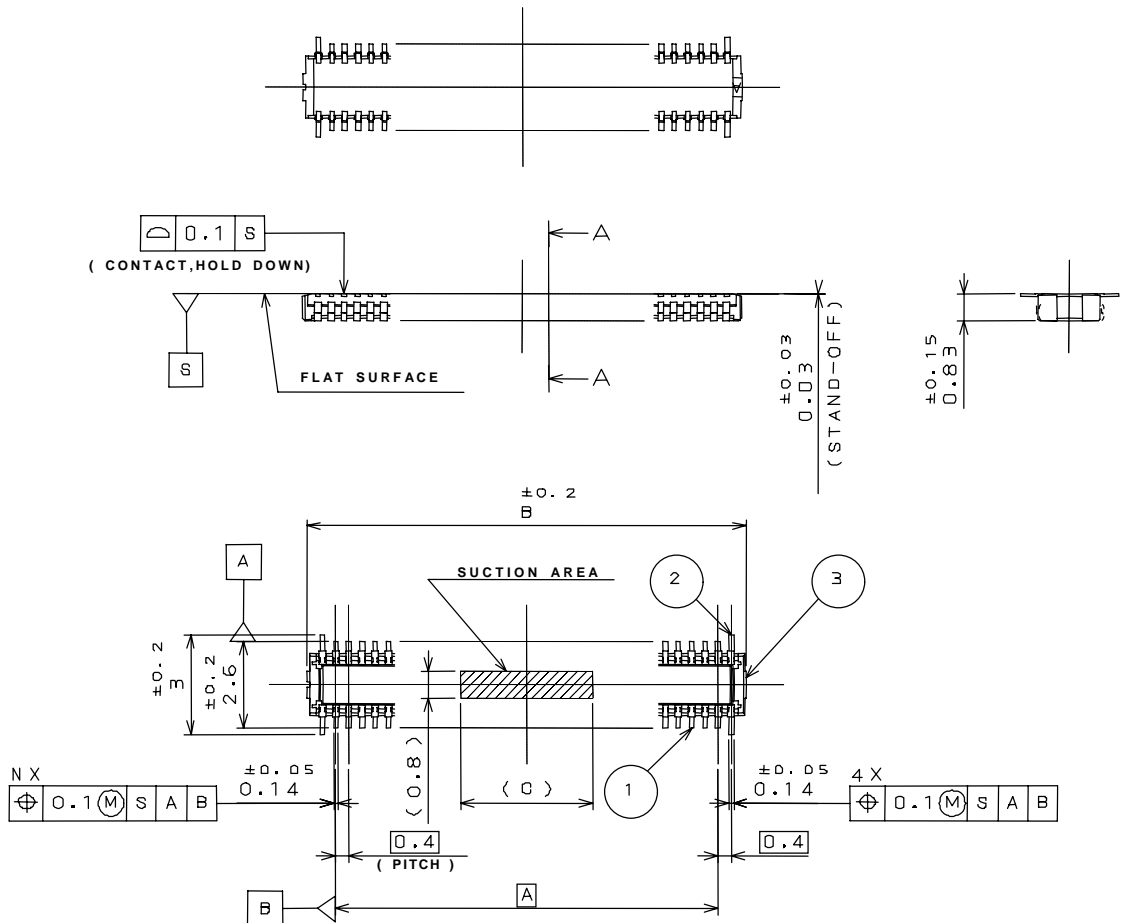 ⌓ 0.1 S
( CONTACT,HOLD DOWN)
A
A
S
FLAT SURFACE
±0.03
0.03
(STAND-OFF)
±0.15
0.83
±0.2
B
A
SUCTION AREA
2
3
±0.2
3
±0.2
2.6
(0.8)
(C)
1
NX
⌖ 0.1 Ⓜ S A B
±0.05
0.14
±0.05
0.14
4X
⌖ 0.1 Ⓜ S A B
0.4
( PITCH )
0.4
B
A